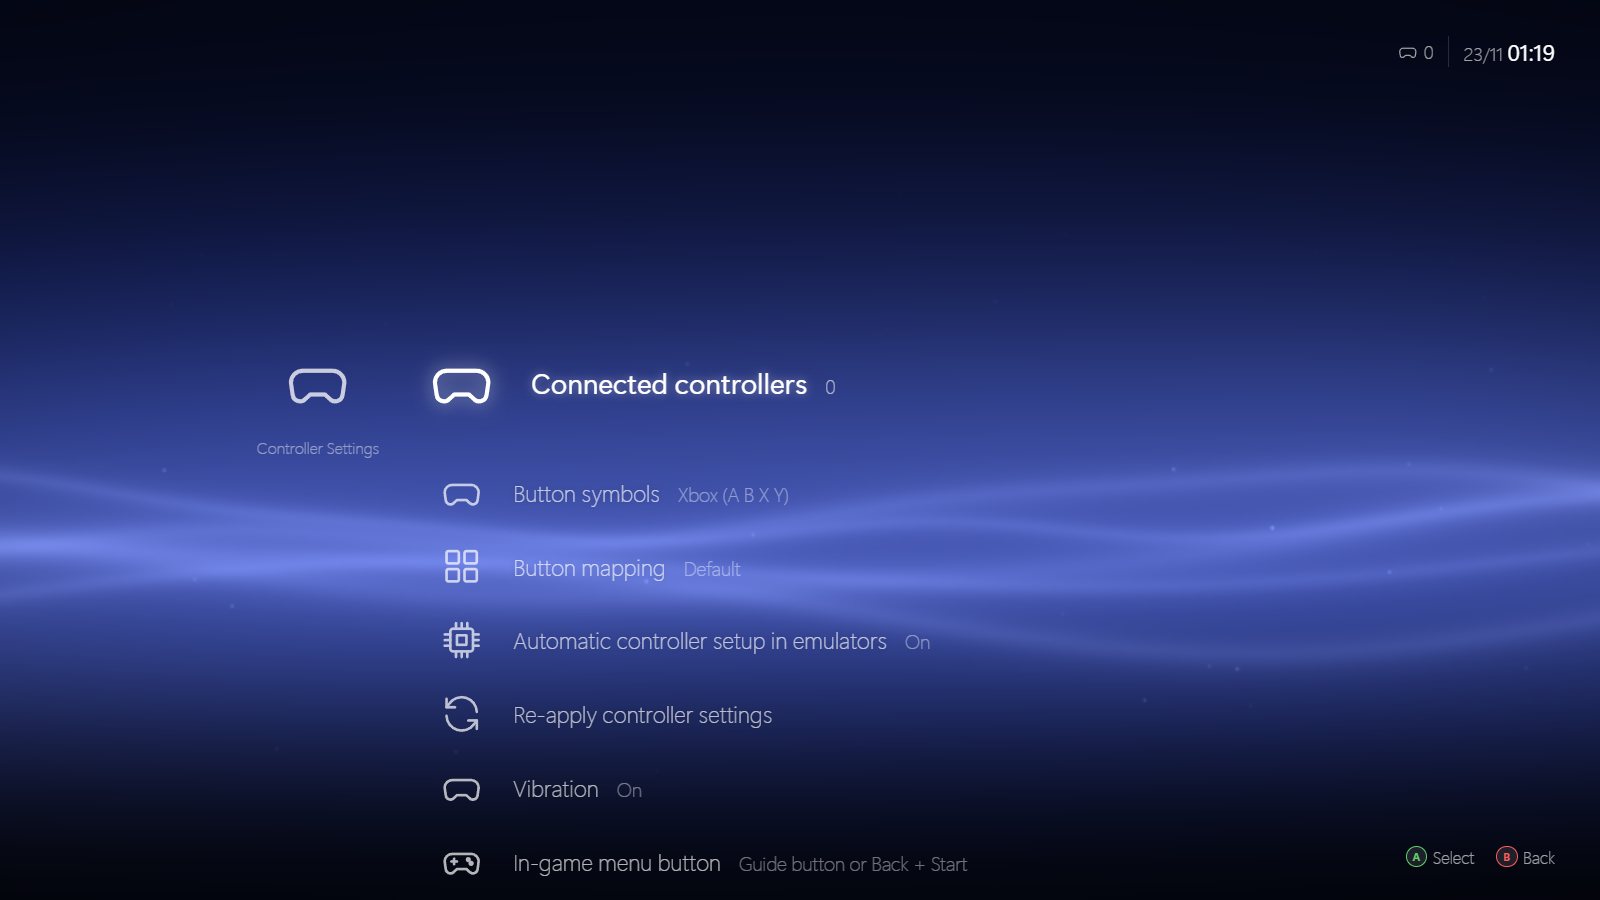 0 23/11 01:19
Connected controllers 0
Controller Settings
Button symbols Xbox (A B X Y)
Button mapping Default
Automatic controller setup in emulators On
Re-apply controller settings
Vibration On
In-game menu button Guide button or Back + Start
A Select B Back